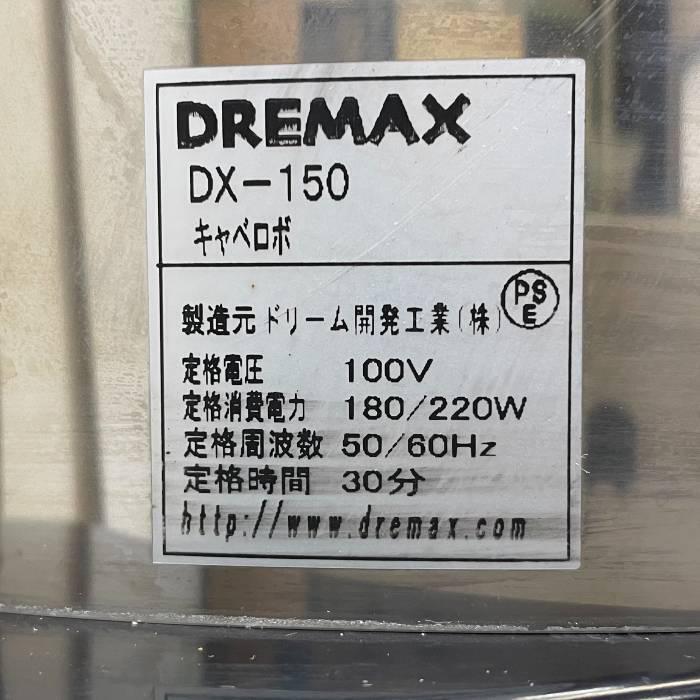 DREMAX
DX-150
キャベロボ
製造元 ドリーム開発工業(株)
PS
E
定格電圧 100V
定格消費電力 180/220W
定格周波数 50/60Hz
定格時間 30分
http://www.dremax.com